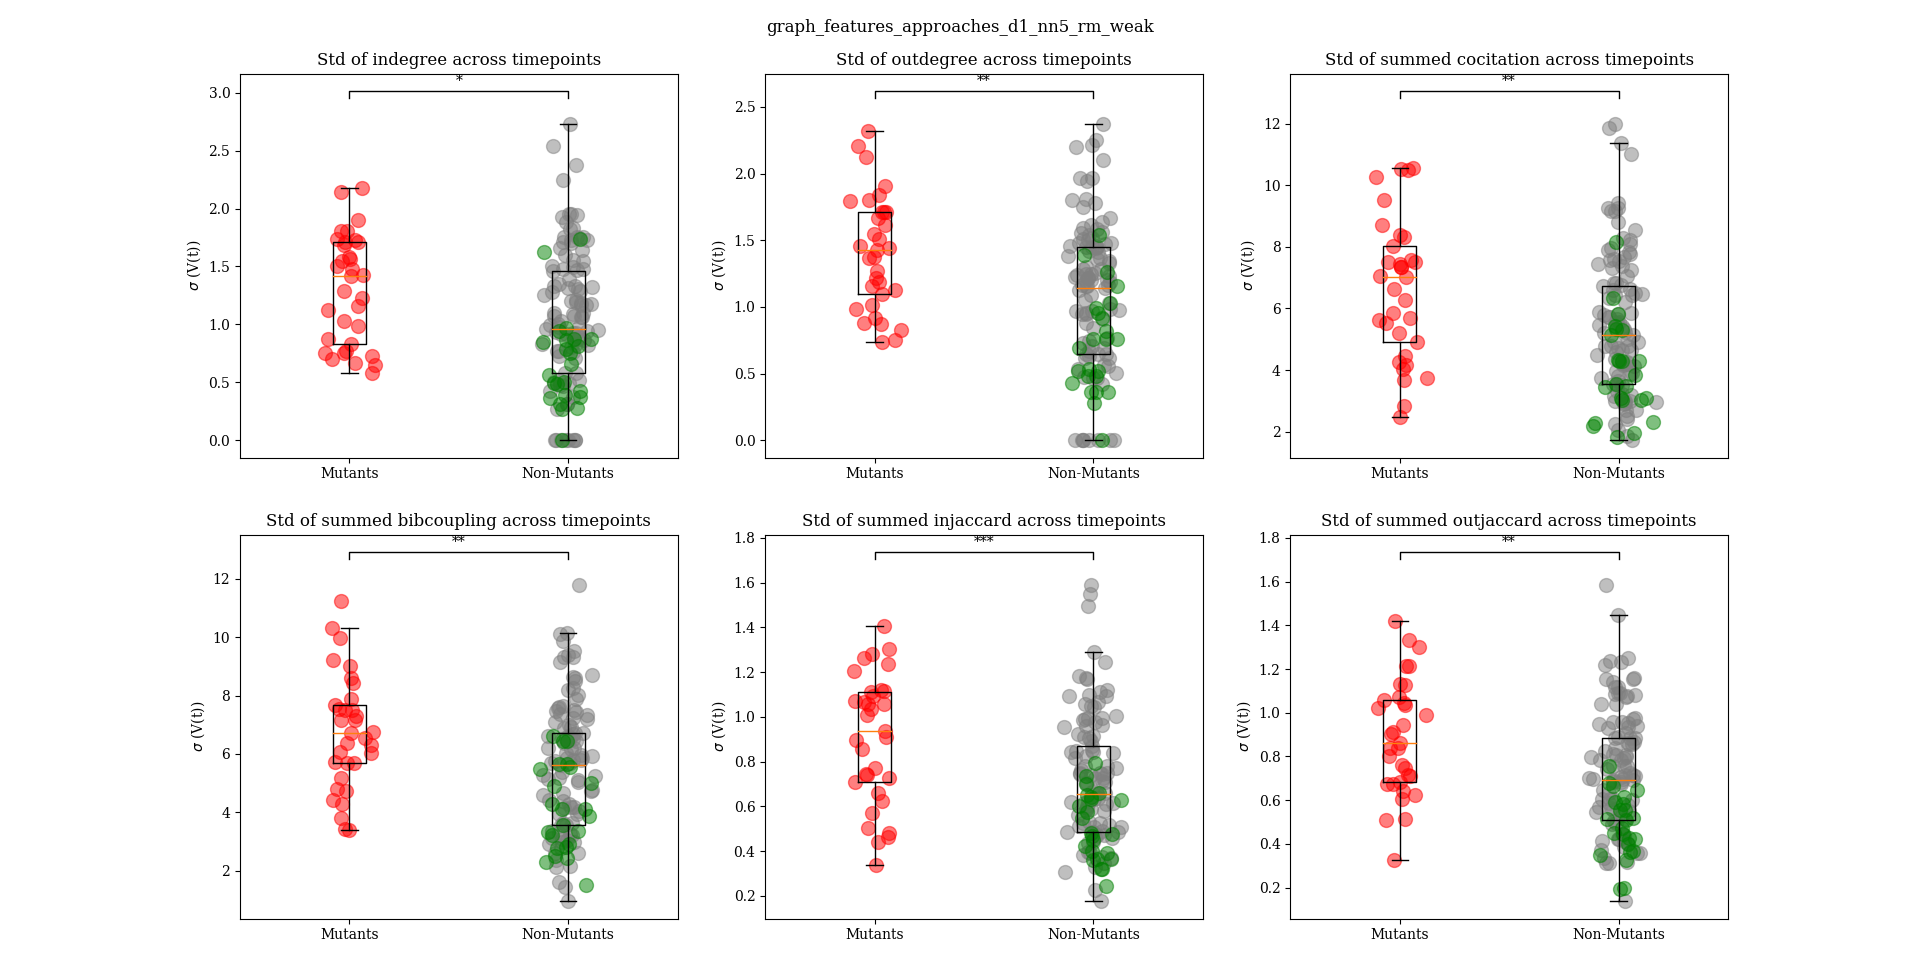 graph_features_approaches_d1_nn5_rm_weak
Std of indegree across timepoints
*
3.0
2.5
2.0
1.5
1.0
0.5
0.0
σ (V(t))
Mutants
Non-Mutants
Std of outdegree across timepoints
**
2.5
2.0
1.5
1.0
0.5
0.0
σ (V(t))
Mutants
Non-Mutants
Std of summed cocitation across timepoints
**
12
10
8
6
4
2
σ (V(t))
Mutants
Non-Mutants
Std of summed bibcoupling across timepoints
**
12
10
8
6
4
2
σ (V(t))
Mutants
Non-Mutants
Std of summed injaccard across timepoints
***
1.8
1.6
1.4
1.2
1.0
0.8
0.6
0.4
0.2
σ (V(t))
Mutants
Non-Mutants
Std of summed outjaccard across timepoints
**
1.8
1.6
1.4
1.2
1.0
0.8
0.6
0.4
0.2
σ (V(t))
Mutants
Non-Mutants